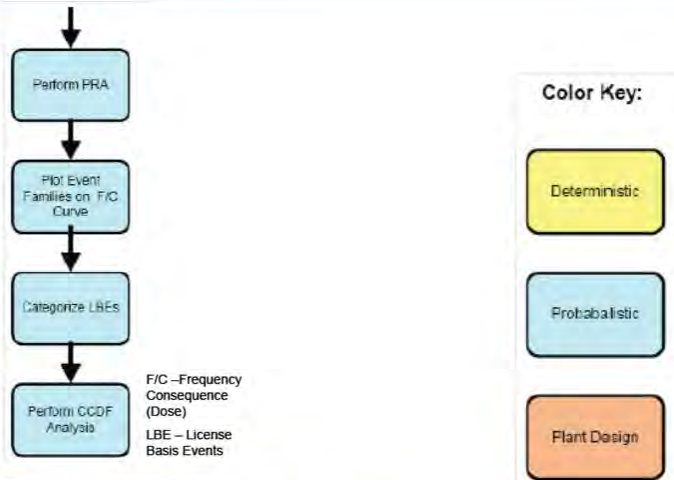 Perform PRA
Plot Event
Families on F/C
Curve
Categorize LBEs
Perform CCDF
Analysis
F/C –Frequency
Consequence
(Dose)
LBE – License
Basis Events
Color Key:
Deterministic
Probabalistic
Plant Design